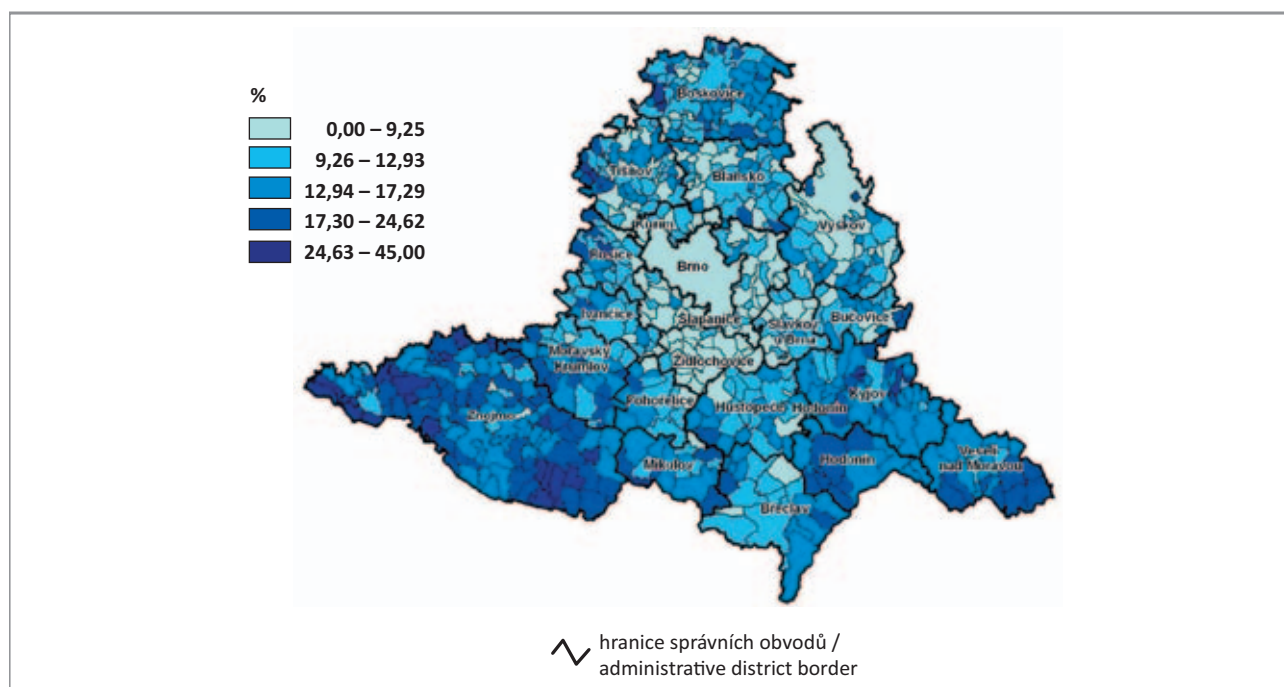 %
0,00 – 9,25
9,26 – 12,93
12,94 – 17,29
17,30 – 24,62
24,63 – 45,00
Boskovice
Tišnov
Blansko
Vyškov
Kuřim
Rosice
Brno
Ivančice
Šlapanice
Slavkov
u Brna
Bučovice
Moravský
Krumlov
Židlochovice
Kyjov
Znojmo
Pohořelice
Hustopeče
Hodonín
Mikulov
Hodonín
Veselí
nad Moravou
Břeclav
hranice správních obvodů /
administrative district border